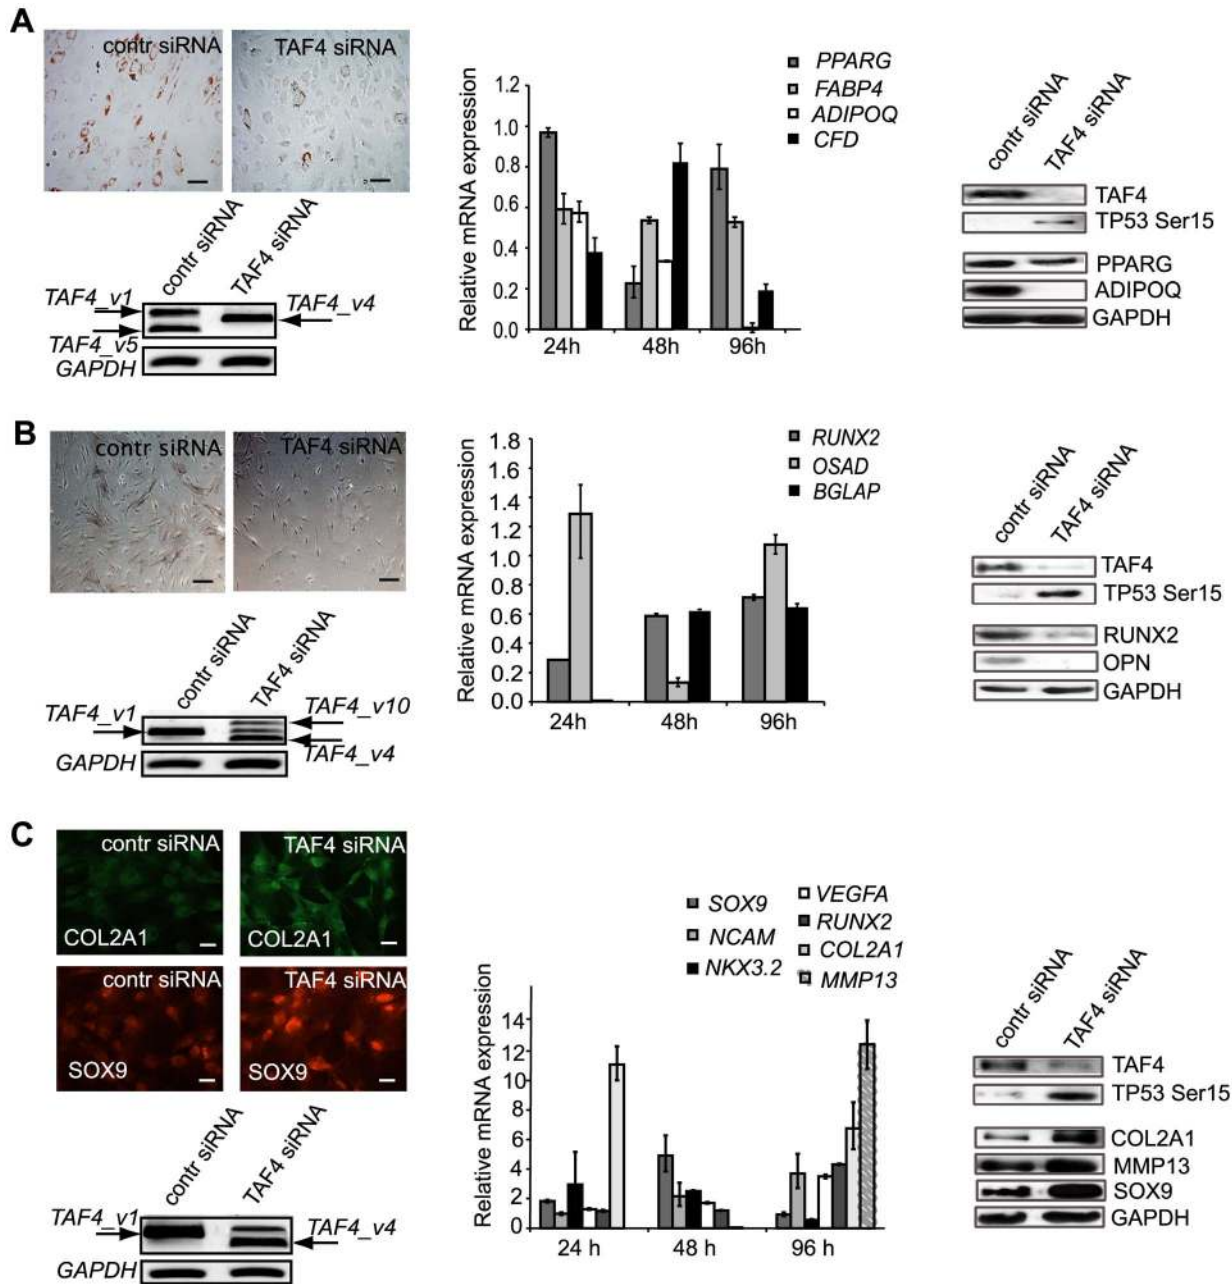 A
contr siRNA
TAF4 siRNA
contr siRNA
TAF4 siRNA
TAF4_v1
TAF4_v4
TAF4_v5
GAPDH
Relative mRNA expression
1.2
1.0
0.8
0.6
0.4
0.2
0.0
24h
48h
96h
PPARG
FABP4
ADIPOQ
CFD
contr siRNA
TAF4 siRNA
TAF4
TP53 Ser15
PPARG
ADIPOQ
GAPDH
B
contr siRNA
TAF4 siRNA
contr siRNA
TAF4 siRNA
TAF4_v1
TAF4_v10
TAF4_v4
GAPDH
Relative mRNA expression
1.8
1.6
1.4
1.2
1.0
0.8
0.6
0.4
0.2
0.0
24h
48h
96h
RUNX2
OSAD
BGLAP
contr siRNA
TAF4 siRNA
TAF4
TP53 Ser15
RUNX2
OPN
GAPDH
C
contr siRNA
COL2A1
TAF4 siRNA
COL2A1
contr siRNA
SOX9
TAF4 siRNA
SOX9
contr siRNA
TAF4 siRNA
TAF4_v1
TAF4_v4
GAPDH
Relative mRNA expression
14
12
10
8
6
4
2
0
24 h
48 h
96 h
SOX9
NCAM
NKX3.2
VEGFA
RUNX2
COL2A1
MMP13
contr siRNA
TAF4 siRNA
TAF4
TP53 Ser15
COL2A1
MMP13
SOX9
GAPDH